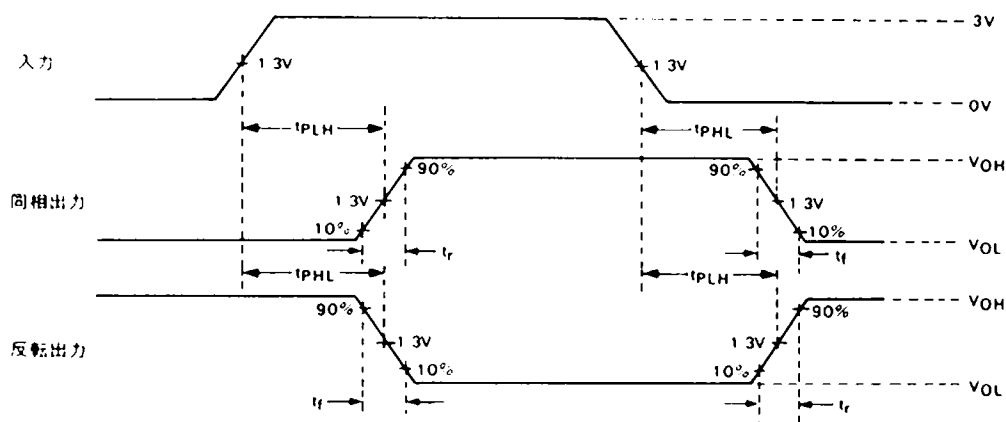 3V
入力
1 3V
1 3V
0V
tPLH
tPHL
VOH
90%
90%
同相出力
1 3V
1 3V
10%
10%
VOL
tr
tf
tPHL
tPLH
VOH
90%
90%
反転出力
1 3V
1 3V
10%
10%
VOL
tf
tr